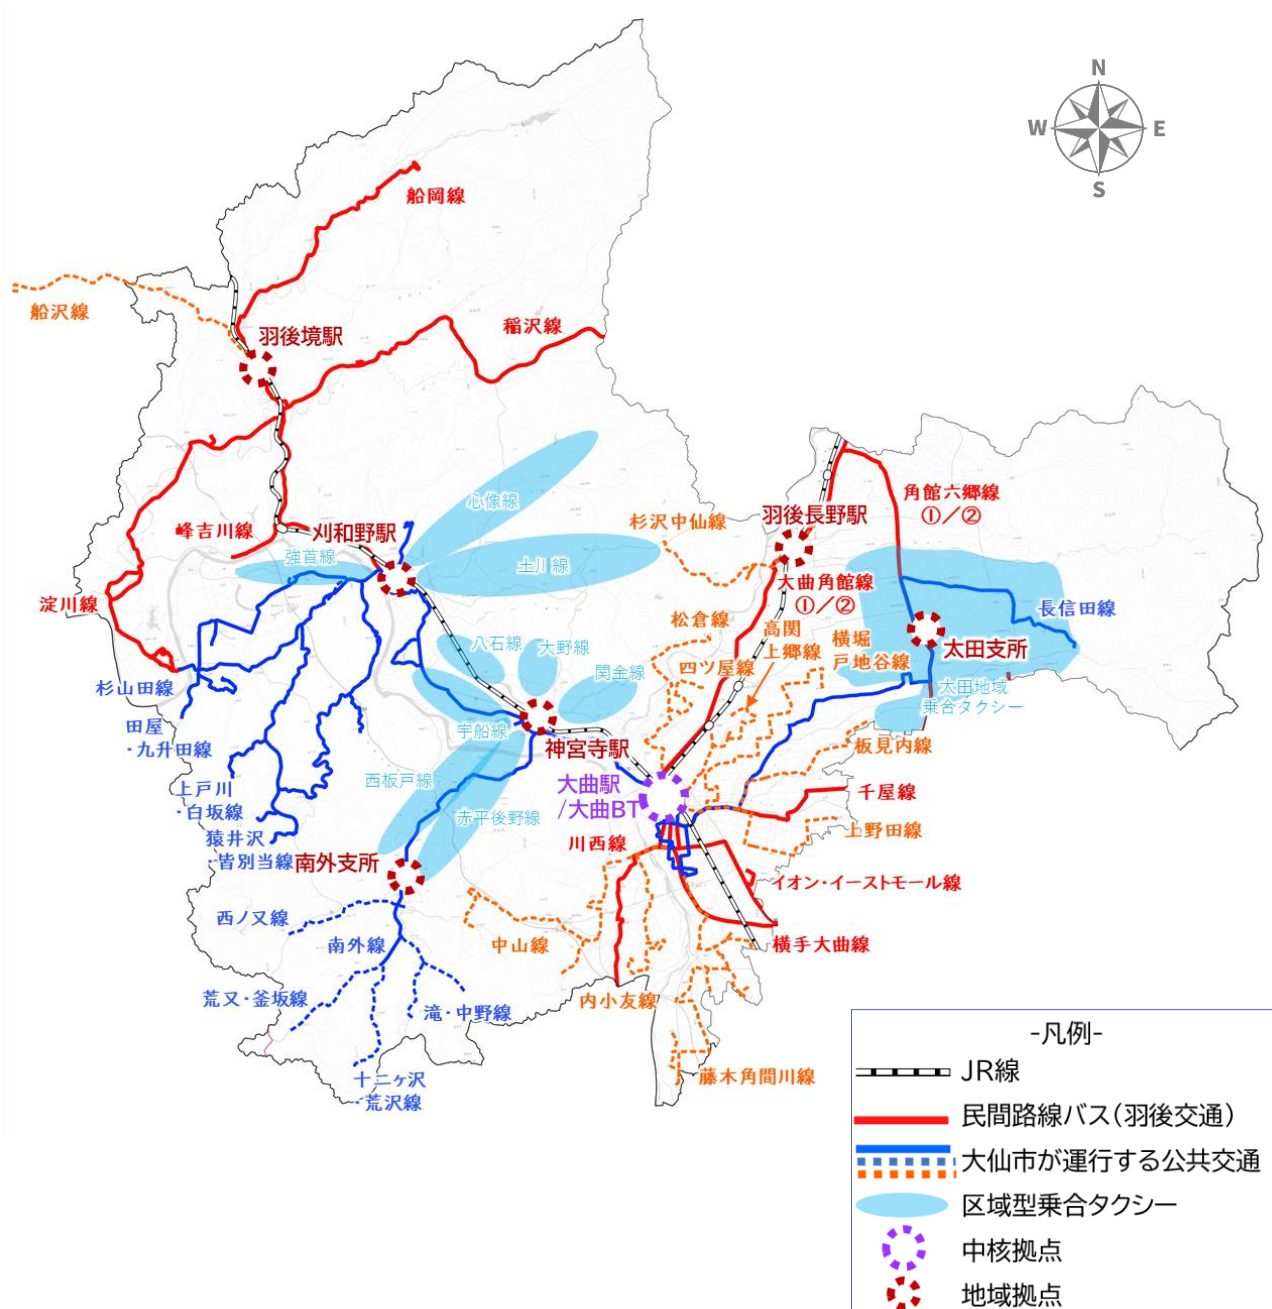 N
W
E
S
船岡線
船沢線
羽後境駅
稲沢線
角館六郷線
①/②
心像線
杉沢中仙線
羽後長野駅
峰吉川線
刈和野駅
強首線
土川線
大曲角館線
①/②
淀川線
長信田線
松倉線
高関
上郷線
横堀
戸地谷線
太田支所
八石線
大野線
四ツ屋線
関金線
杉山田線
太田地域
乗合タクシー
田屋
・九升田線
宇船線
神宮寺駅
板見内線
西板戸線
大曲駅
/大曲BT
上戸川
・白坂線
千屋線
赤平後野線
猿井沢
・皆別当線
川西線
上野田線
南外支所
イオン・イーストモール線
西ノ又線
南外線
中山線
横手大曲線
荒又・釜坂線
滝・中野線
内小友線
十二ヶ沢
・荒沢線
藤木角間川線
-凡例-
JR線
民間路線バス(羽後交通)
大仙市が運行する公共交通
区域型乗合タクシー
中核拠点
地域拠点